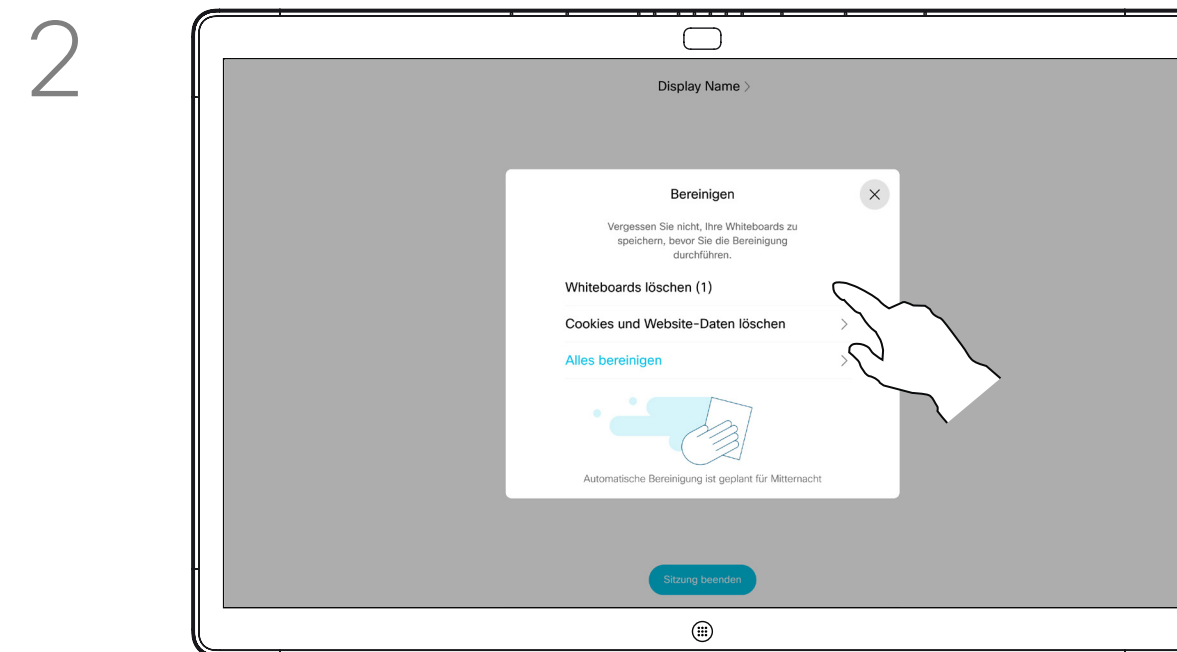 2
Display Name
Bereinigen
Vergessen Sie nicht, Ihre Whiteboards zu
speichern, bevor Sie die Bereinigung
durchführen.
Whiteboards löschen (1)
Cookies und Website-Daten löschen
Alles bereinigen
Automatische Bereinigung ist geplant für Mitternacht
Sitzung beenden